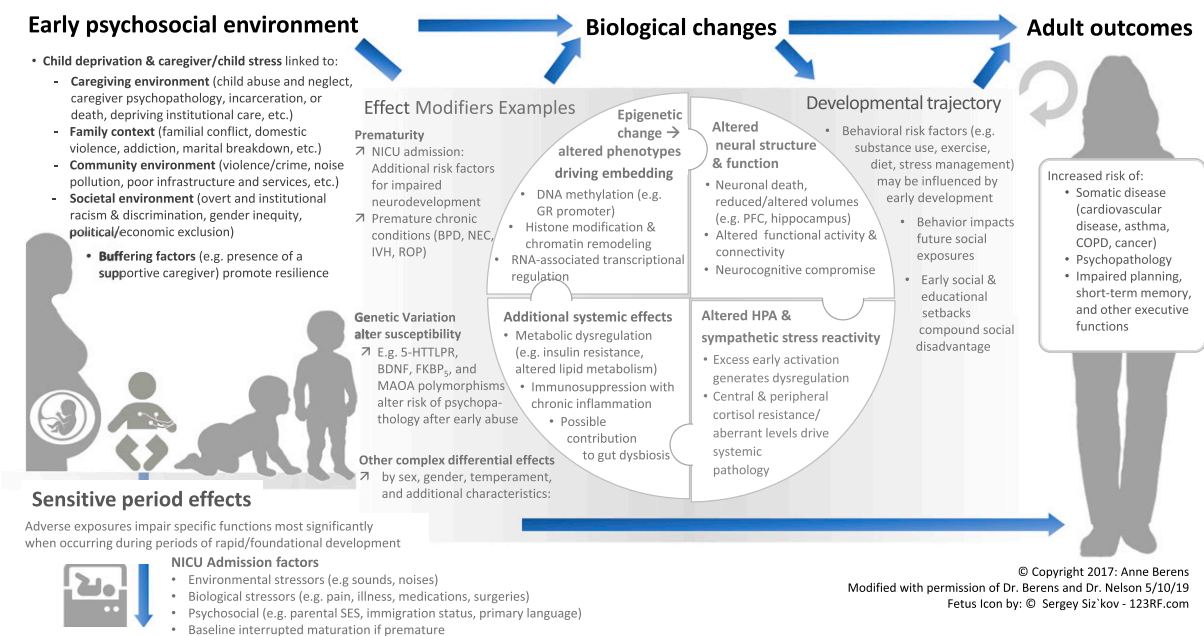 Early psychosocial environment
Biological changes
Adult outcomes
• Child deprivation & caregiver/child stress linked to:
- Caregiving environment (child abuse and neglect,
caregiver psychopathology, incarceration, or
death, depriving institutional care, etc.)
- Family context (familial conflict, domestic
violence, addiction, marital breakdown, etc.)
- Community environment (violence/crime, noise
pollution, poor infrastructure and services, etc.)
- Societal environment (overt and institutional
racism & discrimination, gender inequity,
political/economic exclusion)
• Buffering factors (e.g. presence of a
supportive caregiver) promote resilience
Effect Modifiers Examples
Prematurity
↗ NICU admission:
Additional risk factors
for impaired
neurodevelopment
↗ Premature chronic
conditions (BPD, NEC,
IVH, ROP)
Genetic Variation
alter susceptibility
↗ E.g. 5-HTTLPR,
BDNF, FKBP5, and
MAOA polymorphisms
alter risk of psychopa-
thology after early abuse
Other complex differential effects
↗ by sex, gender, temperament,
and additional characteristics:
Epigenetic
change →
altered phenotypes
driving embedding
• DNA methylation (e.g.
GR promoter)
• Histone modification &
chromatin remodeling
• RNA-associated transcriptional
regulation
Altered
neural structure
& function
• Neuronal death,
reduced/altered volumes
(e.g. PFC, hippocampus)
• Altered functional activity &
connectivity
• Neurocognitive compromise
Additional systemic effects
• Metabolic dysregulation
(e.g. insulin resistance,
altered lipid metabolism)
• Immunosuppression with
chronic inflammation
• Possible
contribution
to gut dysbiosis
Altered HPA &
sympathetic stress reactivity
• Excess early activation
generates dysregulation
• Central & peripheral
cortisol resistance/
aberrant levels drive
systemic
pathology
Developmental trajectory
• Behavioral risk factors (e.g.
substance use, exercise,
diet, stress management)
may be influenced by
early development
• Behavior impacts
future social
exposures
• Early social &
educational
setbacks
compound social
disadvantage
Increased risk of:
• Somatic disease
(cardiovascular
disease, asthma,
COPD, cancer)
• Psychopathology
• Impaired planning,
short-term memory,
and other executive
functions
Sensitive period effects
Adverse exposures impair specific functions most significantly
when occurring during periods of rapid/foundational development
NICU Admission factors
• Environmental stressors (e.g sounds, noises)
• Biological stressors (e.g. pain, illness, medications, surgeries)
• Psychosocial (e.g. parental SES, immigration status, primary language)
• Baseline interrupted maturation if premature
© Copyright 2017: Anne Berens
Modified with permission of Dr. Berens and Dr. Nelson 5/10/19
Fetus Icon by: © Sergey Siz`kov - 123RF.com